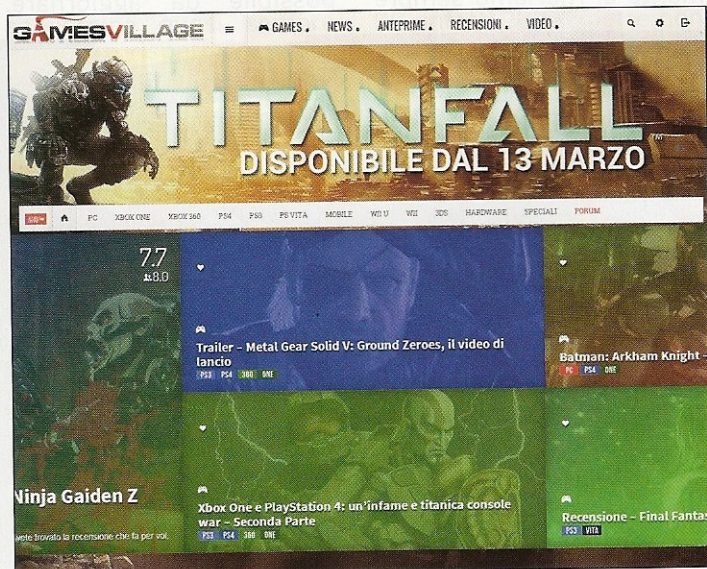 GAMESVILLAGE GAMES NEWS ANTEPRIME RECENSIONI VIDEO
TITANFALL
DISPONIBILE DAL 13 MARZO
PC XBOX ONE XBOX 360 PS4 PS3 PS VITA MOBILE WII U WII 3DS HARDWARE SPECIALI FORUM
7.7
8.0
Ninja Gaiden Z
vete trovato la recensione che fa per voi.
Trailer – Metal Gear Solid V: Ground Zeroes, il video di
lancio
PS3 PS4 360 ONE
Batman: Arkham Knight –
PC PS4 ONE
Xbox One e PlayStation 4: un'infame e titanica console
war – Seconda Parte
PS3 PS4 360 ONE
Recensione – Final Fantas
PS3 VITA